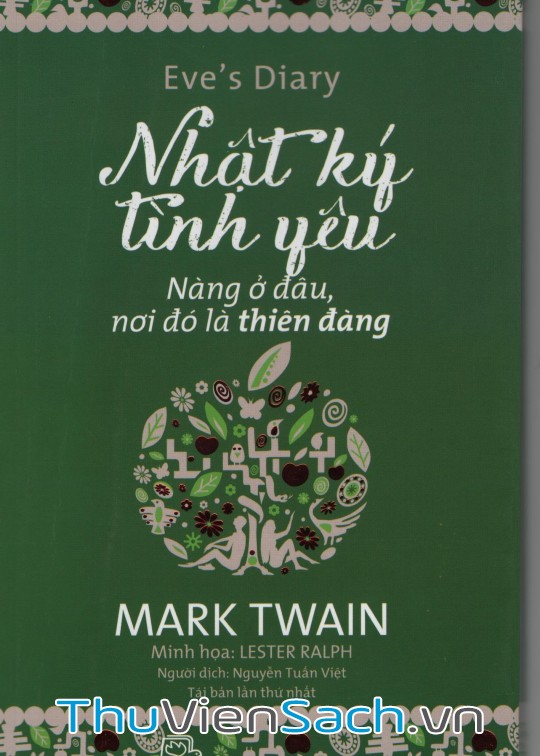 Eve's Diary
Nhật ký
tình yêu
Nàng ở đâu,
nơi đó là thiên đàng
MARK TWAIN
Minh họa: LESTER RALPH
Người dịch: Nguyễn Tuấn Việt
Tái bản lần thứ nhất
ThuVienSach.vn